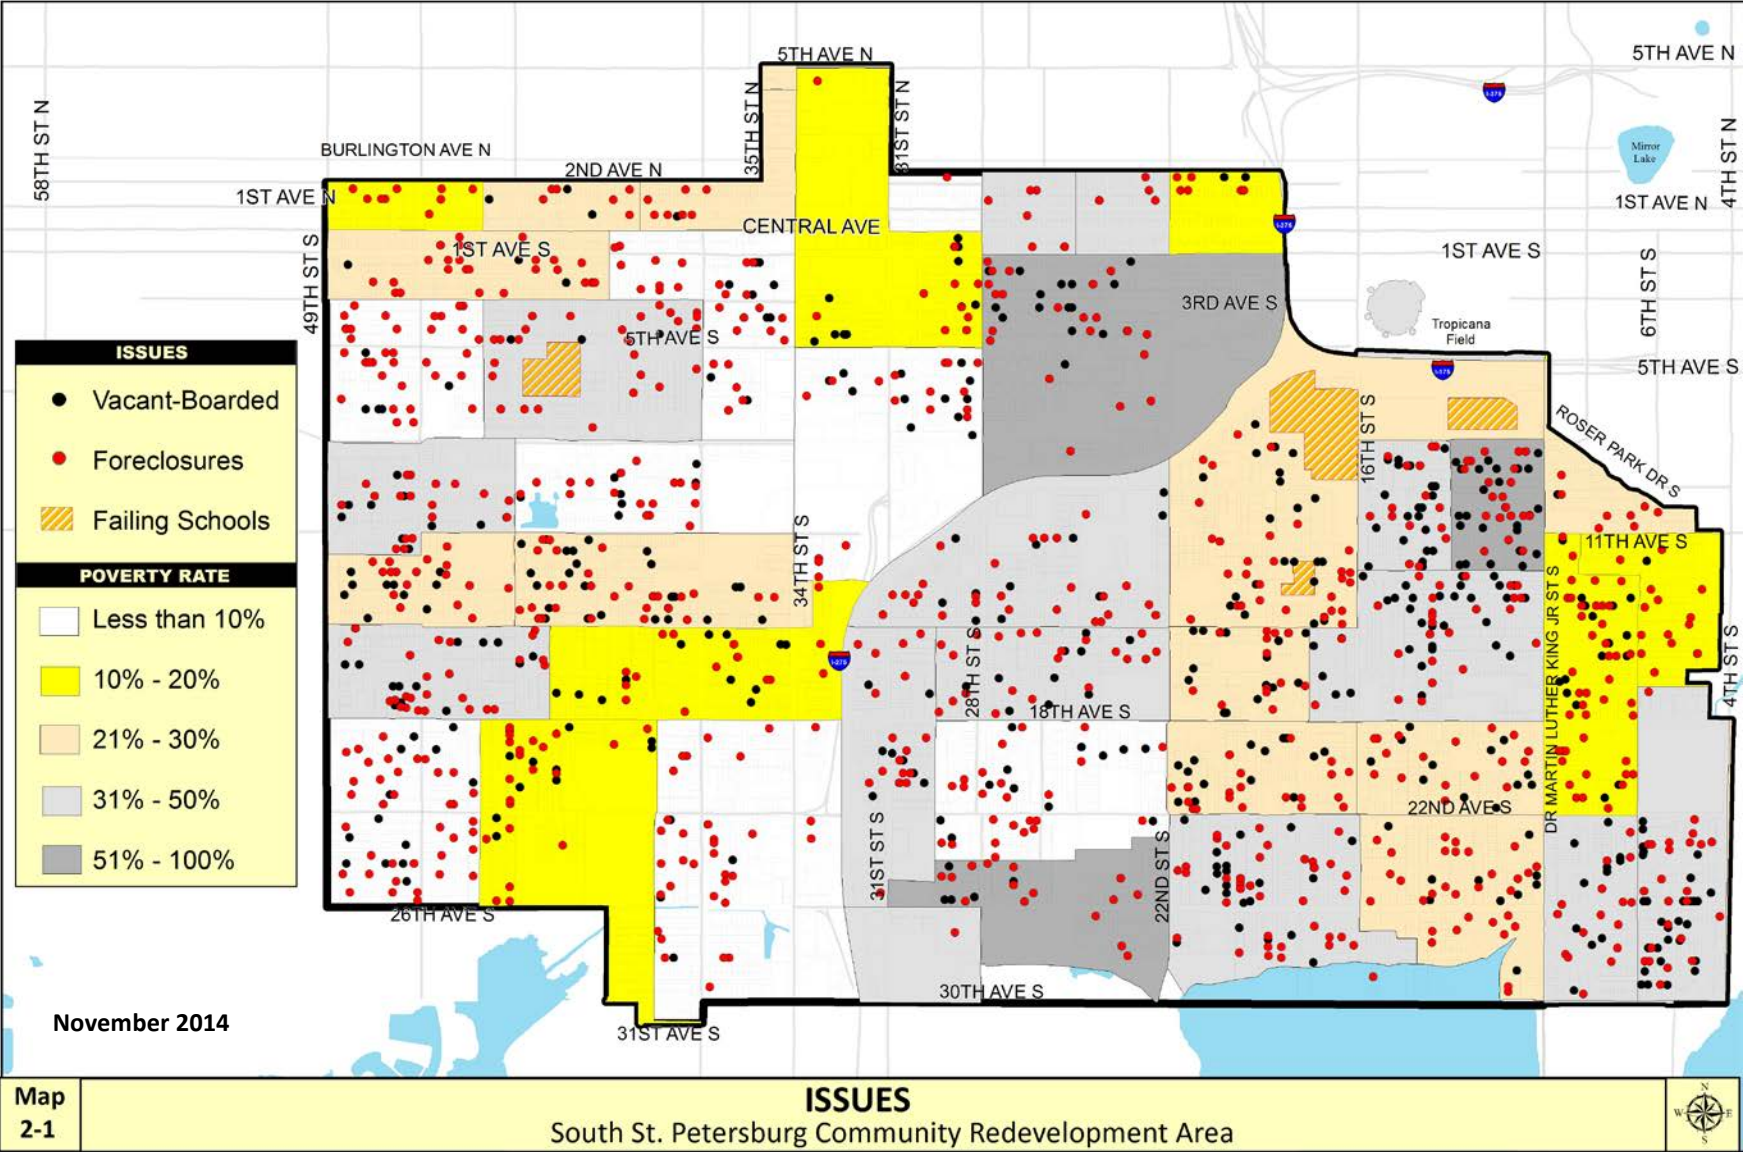 5TH AVE N
5TH AVE N
I-275
58TH ST N
35TH ST N
31ST ST N
4TH ST N
Mirror
Lake
BURLINGTON AVE N
2ND AVE N
1ST AVE N
1ST AVE N
CENTRAL AVE
I-275
49TH ST S
1ST AVE S
1ST AVE S
6TH ST S
3RD AVE S
Tropicana
Field
5TH AVE S
5TH AVE S
I-175
ISSUES
Vacant-Boarded
Foreclosures
Failing Schools
POVERTY RATE
Less than 10%
10% - 20%
21% - 30%
31% - 50%
51% - 100%
16TH ST S
ROSER PARK DR S
11TH AVE S
34TH ST S
DR MARTIN LUTHER KING JR ST S
I-275
28TH ST S
4TH ST S
18TH AVE S
22ND AVE S
31ST ST S
22ND ST S
26TH AVE S
30TH AVE S
31ST AVE S
November 2014
Map
2-1
ISSUES
South St. Petersburg Community Redevelopment Area
N
W
E
S